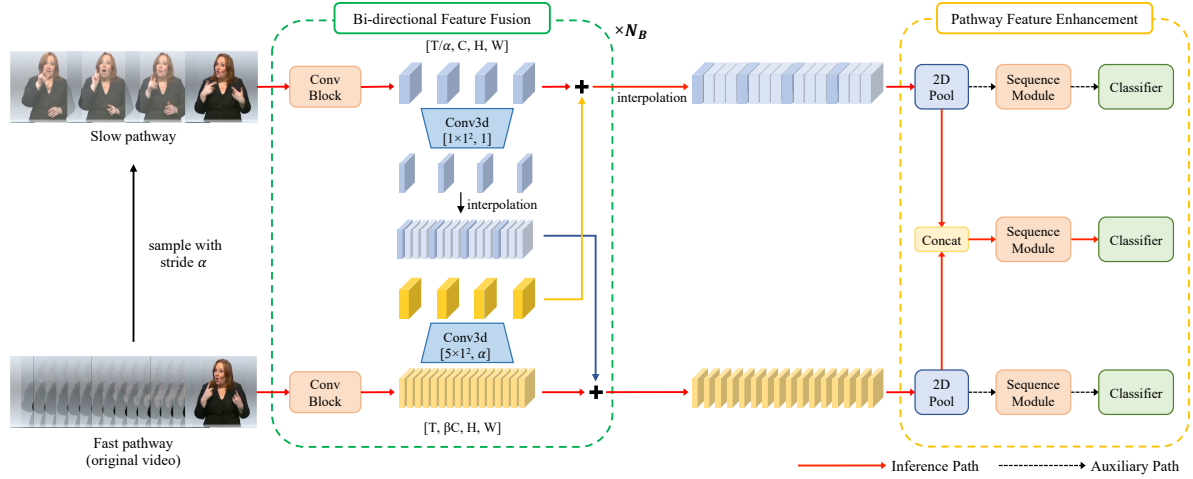 Bi-directional Feature Fusion
×N_B
Pathway Feature Enhancement
[T/α, C, H, W]
Conv
Block
Conv3d
[1×1², 1]
interpolation
interpolation
2D
Pool
Sequence
Module
Classifier
Slow pathway
sample with
stride α
Concat
Sequence
Module
Classifier
Conv3d
[5×1², α]
Conv
Block
[T, βC, H, W]
2D
Pool
Sequence
Module
Classifier
Fast pathway
(original video)
Inference Path
Auxiliary Path